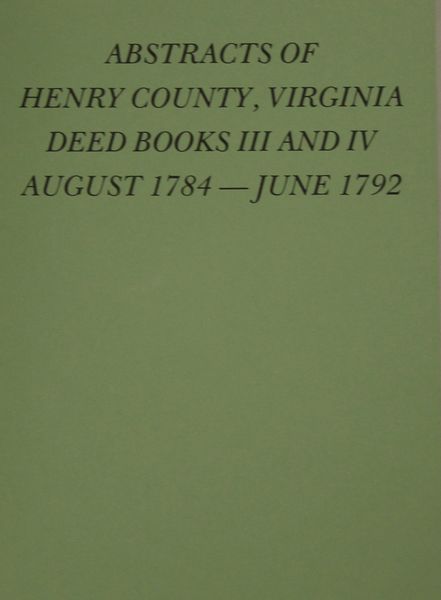 ABSTRACTS OF
HENRY COUNTY, VIRGINIA
DEED BOOKS III AND IV
AUGUST 1784 — JUNE 1792